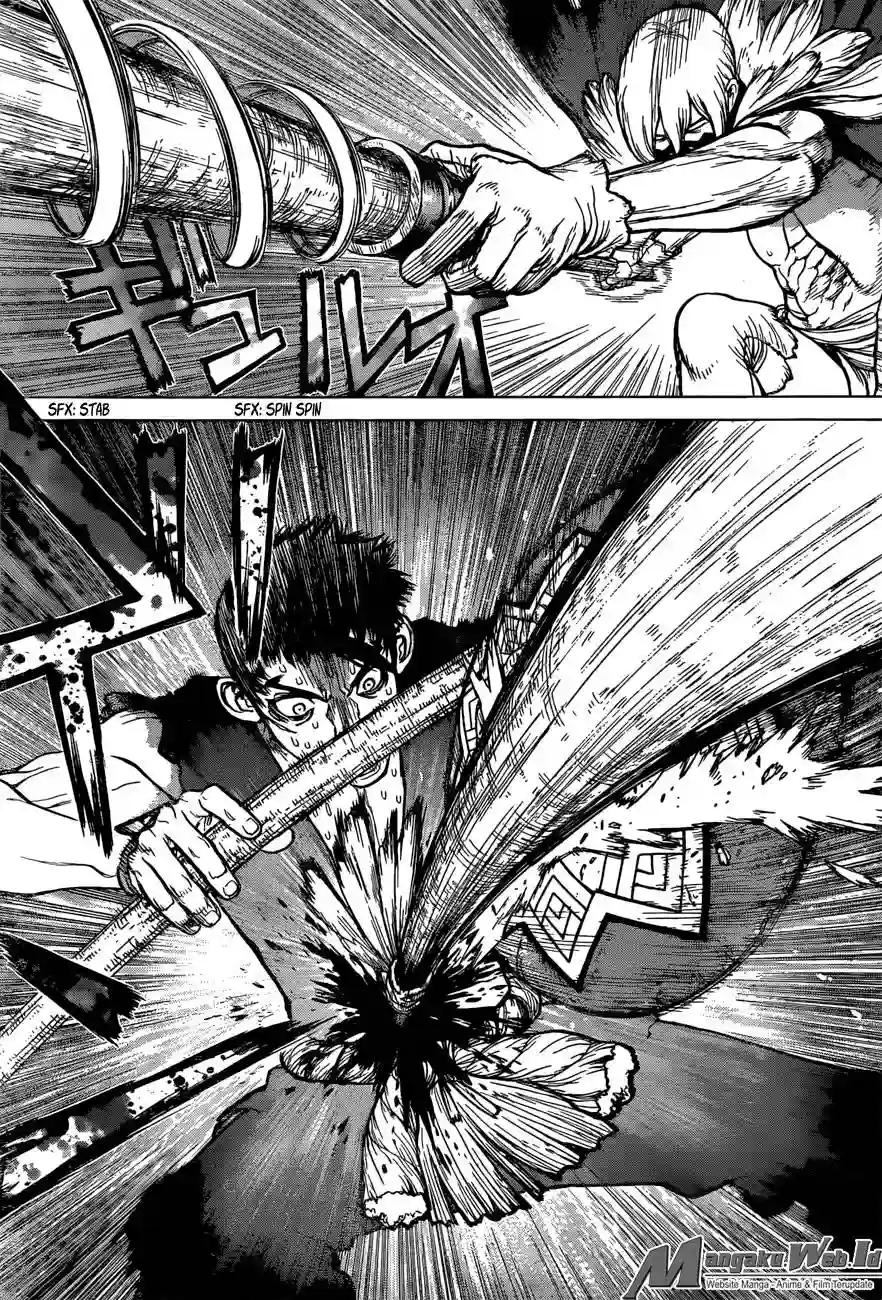 ギュルオ
SFX: STAB
SFX: SPIN SPIN
MangakuWeb.Id
Website Manga - Anime & Film Terupdate